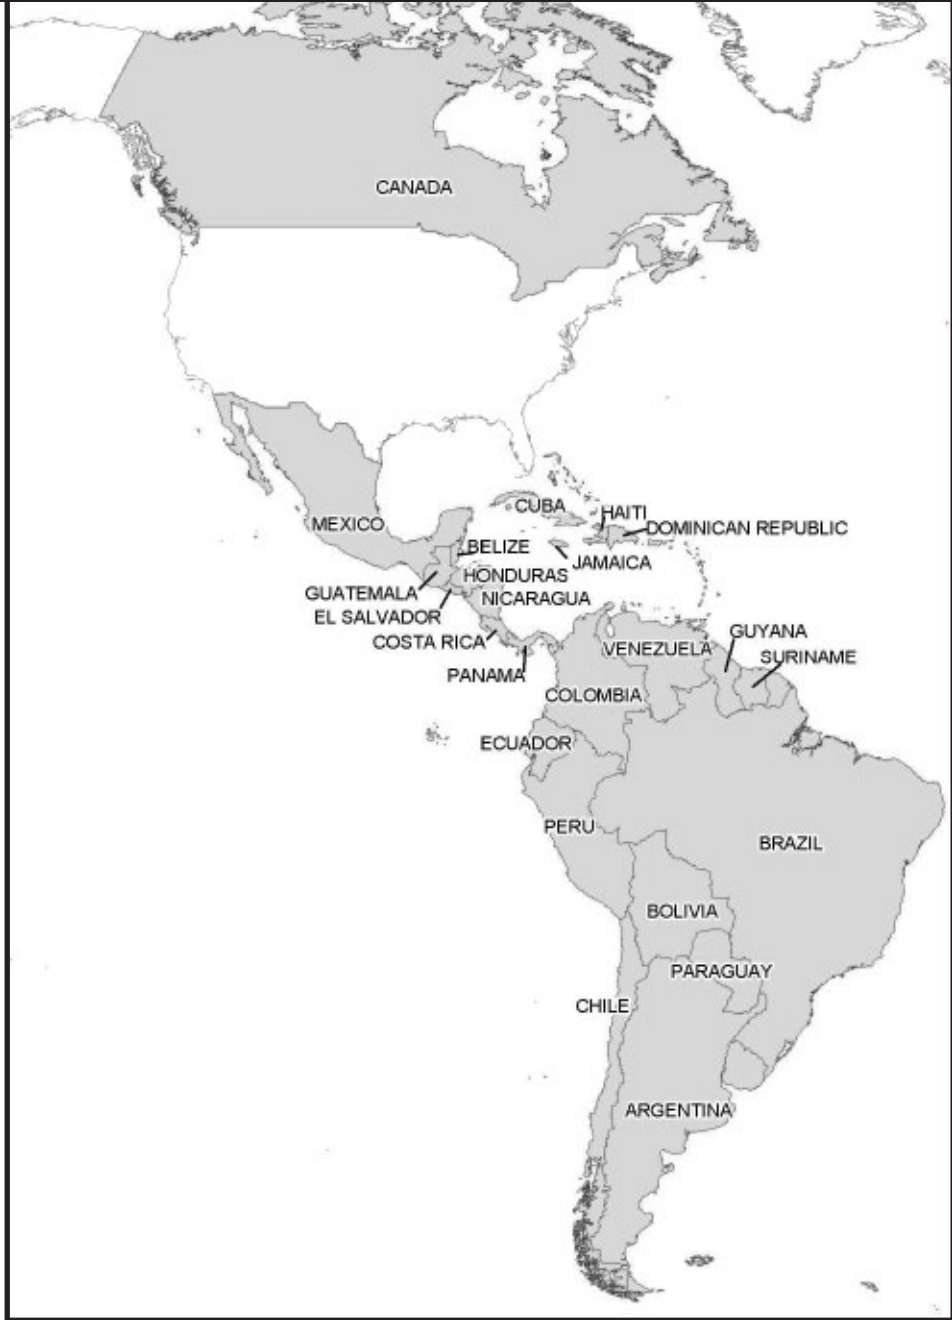 CANADA
MEXICO
CUBA
HAITI
DOMINICAN REPUBLIC
BELIZE
JAMAICA
HONDURAS
GUATEMALA
NICARAGUA
EL SALVADOR
COSTA RICA
PANAMA
VENEZUELA
GUYANA
SURINAME
COLOMBIA
ECUADOR
PERU
BRAZIL
BOLIVIA
PARAGUAY
CHILE
ARGENTINA